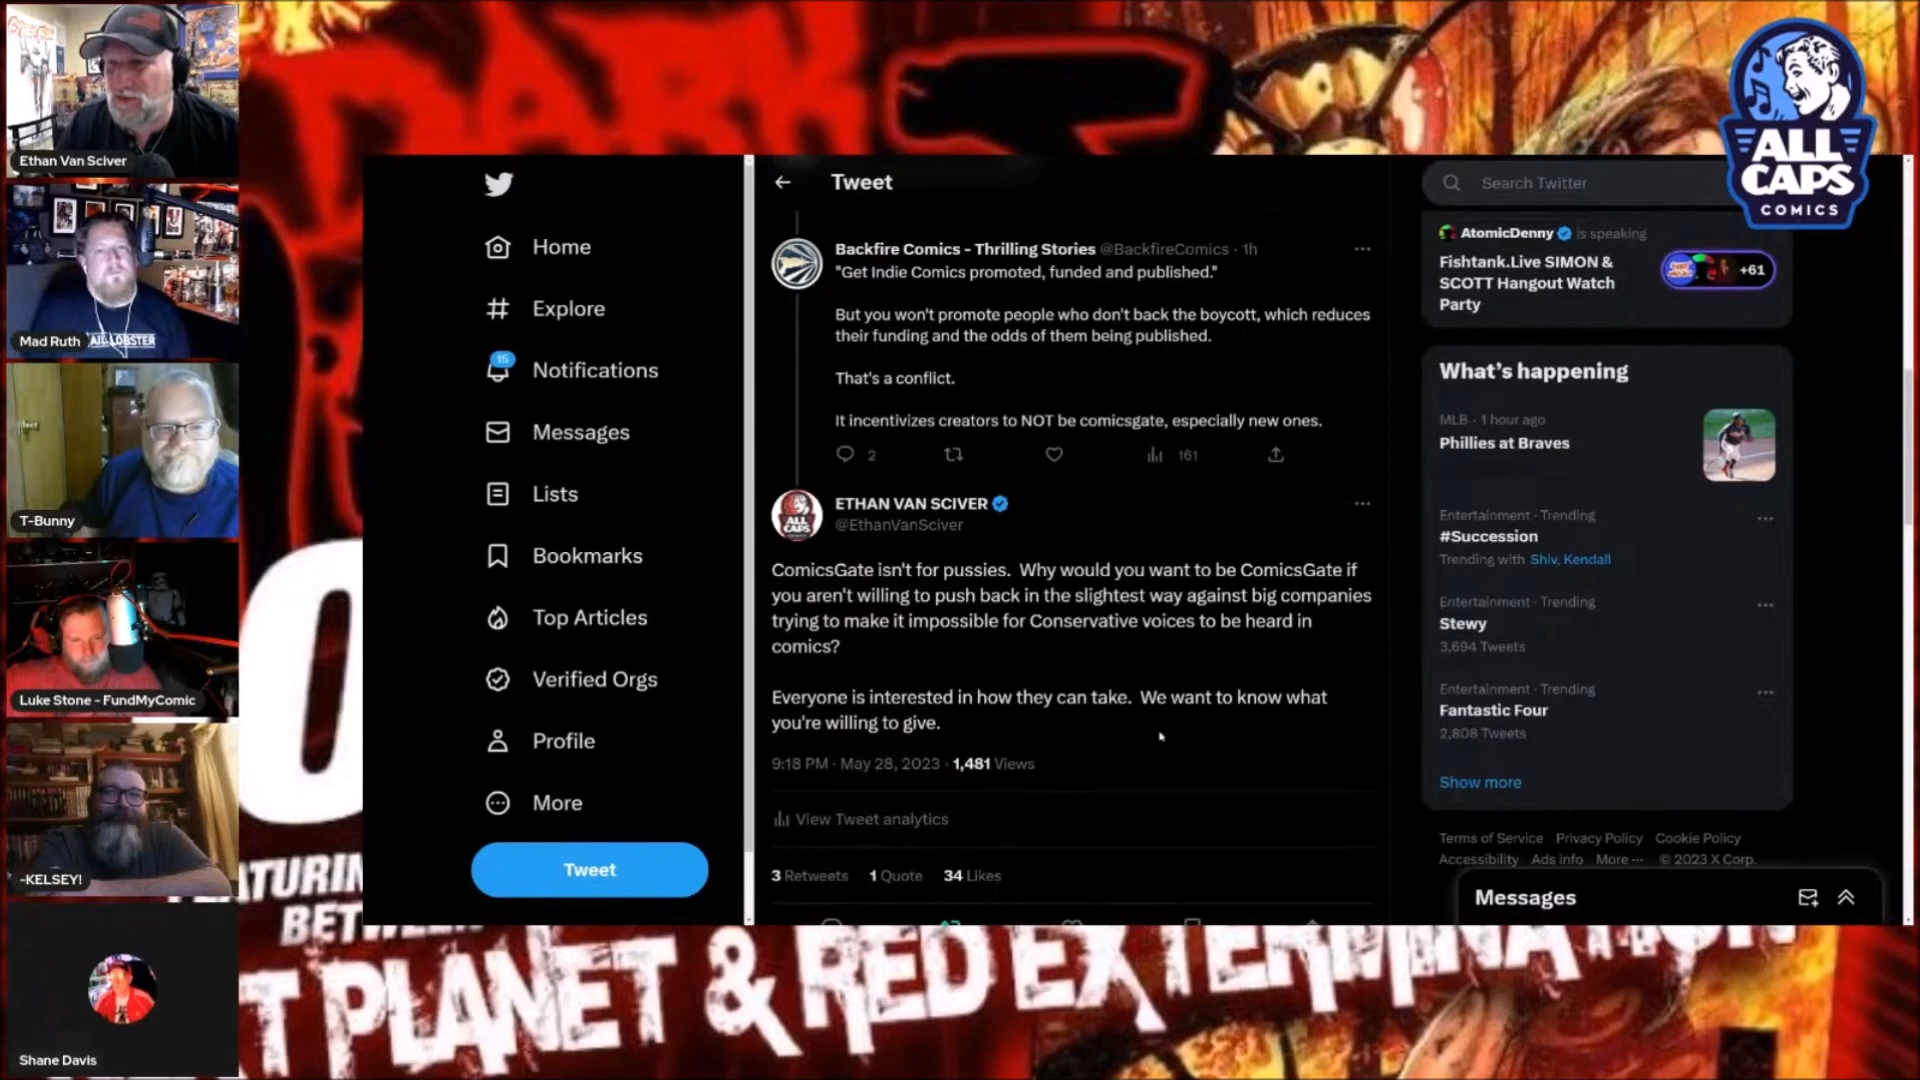 DARK
Ethan Van Sciver
Mad Ruth
LOBSTER
T-Bunny
Luke Stone - FundMyComic
-KELSEY!
Shane Davis
Home
Explore
15
Notifications
Messages
Lists
Bookmarks
Top Articles
Verified Orgs
Profile
More
Tweet
Tweet
Backfire Comics - Thrilling Stories @BackfireComics · 1h
"Get Indie Comics promoted, funded and published."
But you won't promote people who don't back the boycott, which reduces
their funding and the odds of them being published.
That's a conflict.
It incentivizes creators to NOT be comicsgate, especially new ones.
2
161
ALL
CAPS
ETHAN VAN SCIVER
@EthanVanSciver
ComicsGate isn't for pussies. Why would you want to be ComicsGate if
you aren't willing to push back in the slightest way against big companies
trying to make it impossible for Conservative voices to be heard in
comics?
Everyone is interested in how they can take. We want to know what
you're willing to give.
9:18 PM · May 28, 2023 · 1,481 Views
View Tweet analytics
3 Retweets 1 Quote 34 Likes
Search Twitter
AtomicDenny is speaking
Fishtank.Live SIMON &
SCOTT Hangout Watch
Party
+61
What's happening
MLB · 1 hour ago
Phillies at Braves
Entertainment · Trending
#Succession
Trending with Shiv, Kendall
Entertainment · Trending
Stewy
3,694 Tweets
Entertainment · Trending
Fantastic Four
2,808 Tweets
Show more
Terms of Service Privacy Policy Cookie Policy
Accessibility Ads info More ··· © 2023 X Corp.
Messages
ALL
CAPS
COMICS
PLANET & RED EXTERMINATION